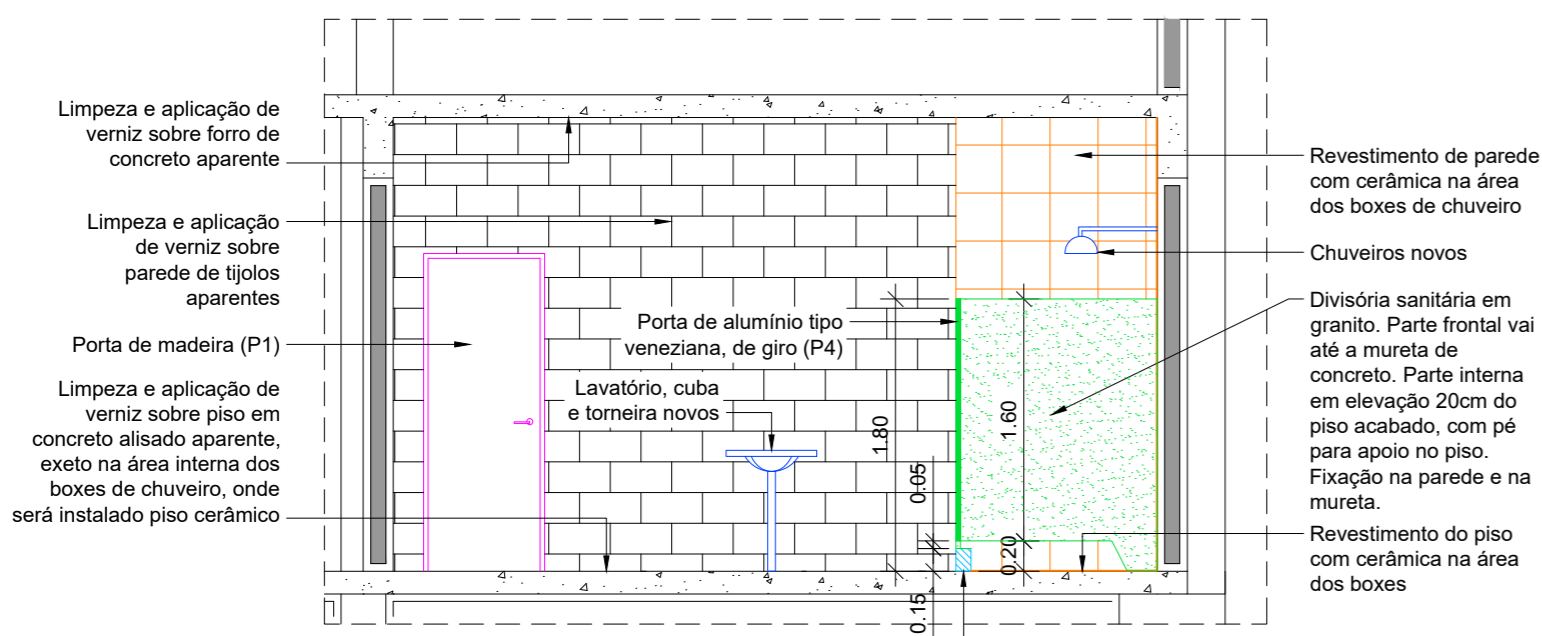 Limpeza e aplicação de
verniz sobre forro de
concreto aparente
Limpeza e aplicação
de verniz sobre
parede de tijolos
aparentes
Porta de madeira (P1)
Limpeza e aplicação de
verniz sobre piso em
concreto alisado aparente,
exeto na área interna dos
boxes de chuveiro, onde
será instalado piso cerâmico
Porta de alumínio tipo
veneziana, de giro (P4)
Lavatório, cuba
e torneira novos
1.80
0.05
0.15
1.60
0.20
Revestimento de parede
com cerâmica na área
dos boxes de chuveiro
Chuveiros novos
Divisória sanitária em
granito. Parte frontal vai
até a mureta de
concreto. Parte interna
em elevação 20cm do
piso acabado, com pé
para apoio no piso.
Fixação na parede e na
mureta.
Revestimento do piso
com cerâmica na área
dos boxes